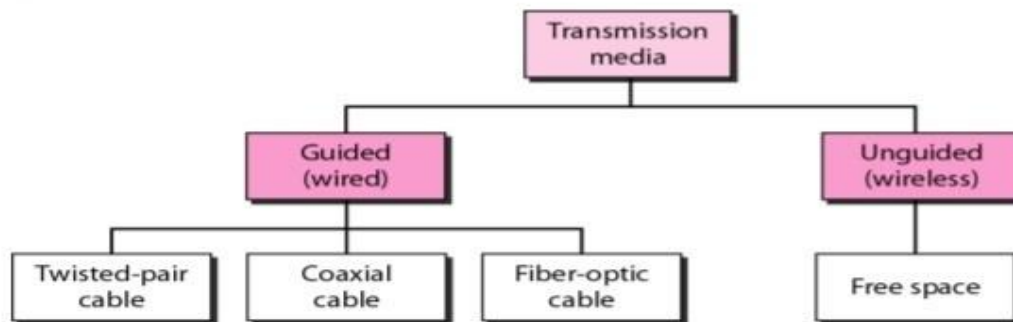 Transmission
media
Guided
(wired)
Unguided
(wireless)
Twisted-pair
cable
Coaxial
cable
Fiber-optic
cable
Free space